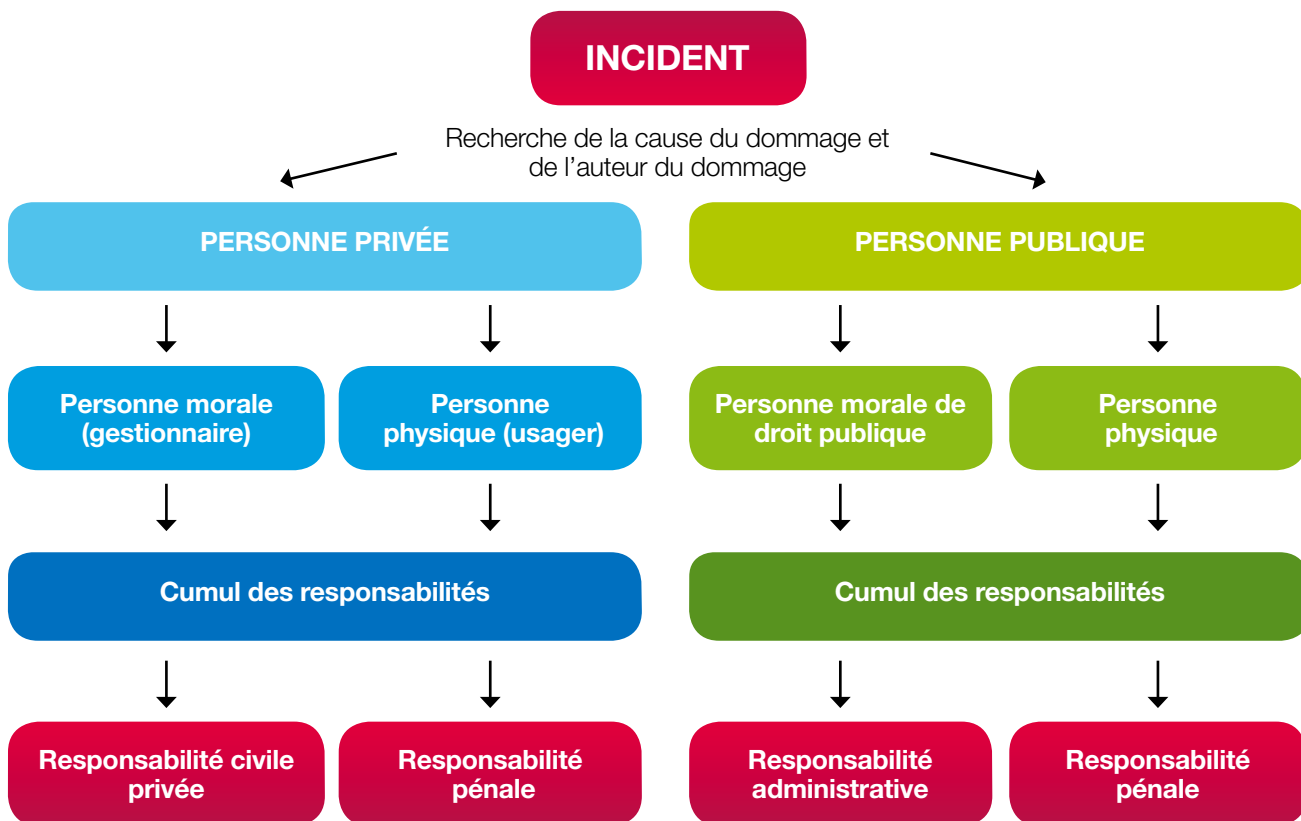 INCIDENT
Recherche de la cause du dommage et
de l'auteur du dommage
PERSONNE PRIVÉE
PERSONNE PUBLIQUE
Personne morale
(gestionnaire)
Personne
physique (usager)
Personne morale de
droit publique
Personne
physique
Cumul des responsabilités
Cumul des responsabilités
Responsabilité civile
privée
Responsabilité
pénale
Responsabilité
administrative
Responsabilité
pénale